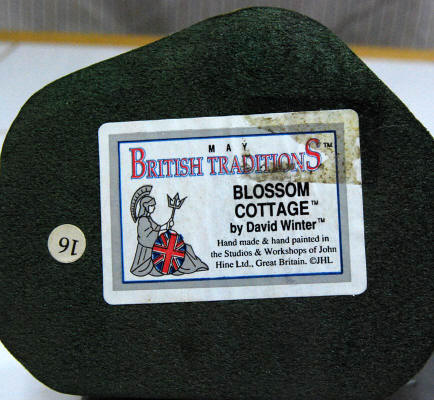 MAY
BRITISH TRADITIONS™
BLOSSOM
COTTAGE™
by David Winter™
Hand made & hand painted in
the Studios & Workshops of John
Hine Ltd., Great Britain. ©JHL
16